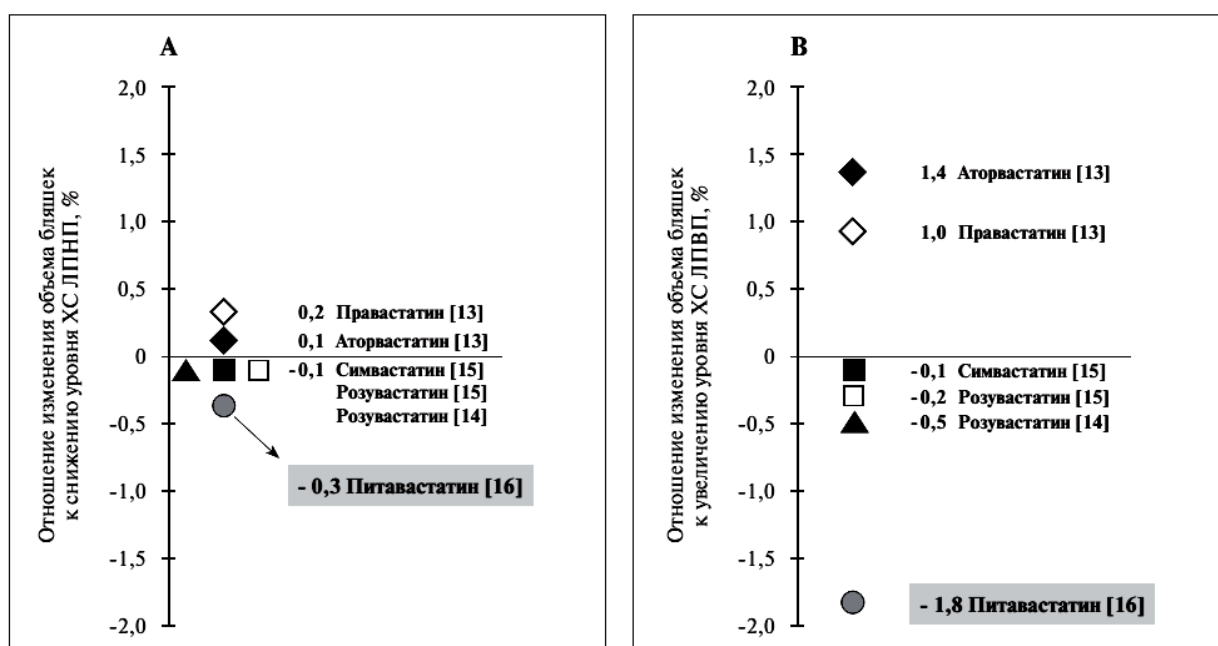 A
Отношение изменения объема бляшек
к снижению уровня ХС ЛПНП, %
2,0
1,5
1,0
0,5
0
-0,5
-1,0
-1,5
-2,0
0,2 Правастатин [13]
0,1 Аторвастатин [13]
-0,1 Симвастатин [15]
Розувастатин [15]
Розувастатин [14]
- 0,3 Питавастатин [16]
B
Отношение изменения объема бляшек
к увеличению уровня ХС ЛПВП, %
2,0
1,5
1,0
0,5
0
-0,5
-1,0
-1,5
-2,0
1,4 Аторвастатин [13]
1,0 Правастатин [13]
-0,1 Симвастатин [15]
-0,2 Розувастатин [15]
-0,5 Розувастатин [14]
- 1,8 Питавастатин [16]